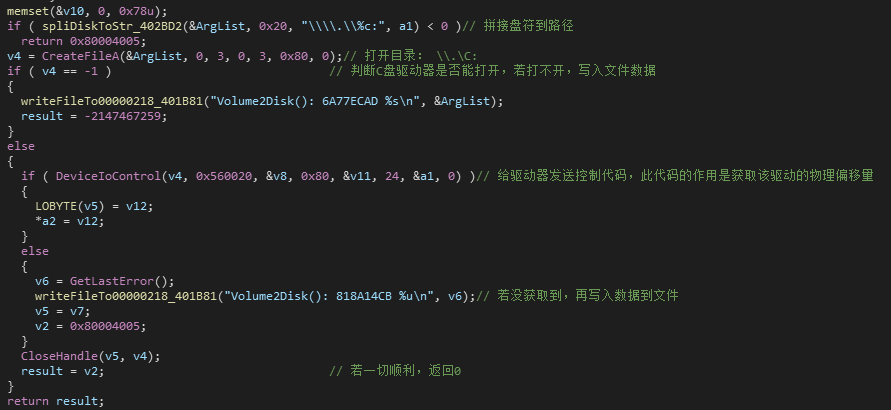 memset(&v10, 0, 0x78u);
if ( spliDiskToStr_402BD2(&ArgList, 0x20, "\\\\.\\%c:", a1) < 0 )// 拼接盘符到路径
  return 0x80004005;
v4 = CreateFileA(&ArgList, 0, 3, 0, 3, 0x80, 0);// 打开目录: \\.\C:
if ( v4 == -1 )                               // 判断C盘驱动器是否能打开，若打不开，写入文件数据
{
  writeFileTo00000218_401B81("Volume2Disk(): 6A77ECAD %s\n", &ArgList);
  result = -2147467259;
}
else
{
  if ( DeviceIoControl(v4, 0x560020, &v8, 0x80, &v11, 24, &a1, 0) )// 给驱动器发送控制代码，此代码的作用是获取该驱动的物理偏移量
  {
    LOBYTE(v5) = v12;
    *a2 = v12;
  }
  else
  {
    v6 = GetLastError();
    writeFileTo00000218_401B81("Volume2Disk(): 818A14CB %u\n", v6);// 若没获取到，再写入数据到文件
    v5 = v7;
    v2 = 0x80004005;
  }
  CloseHandle(v5, v4);
  result = v2;                                // 若一切顺利，返回0
}
return result;